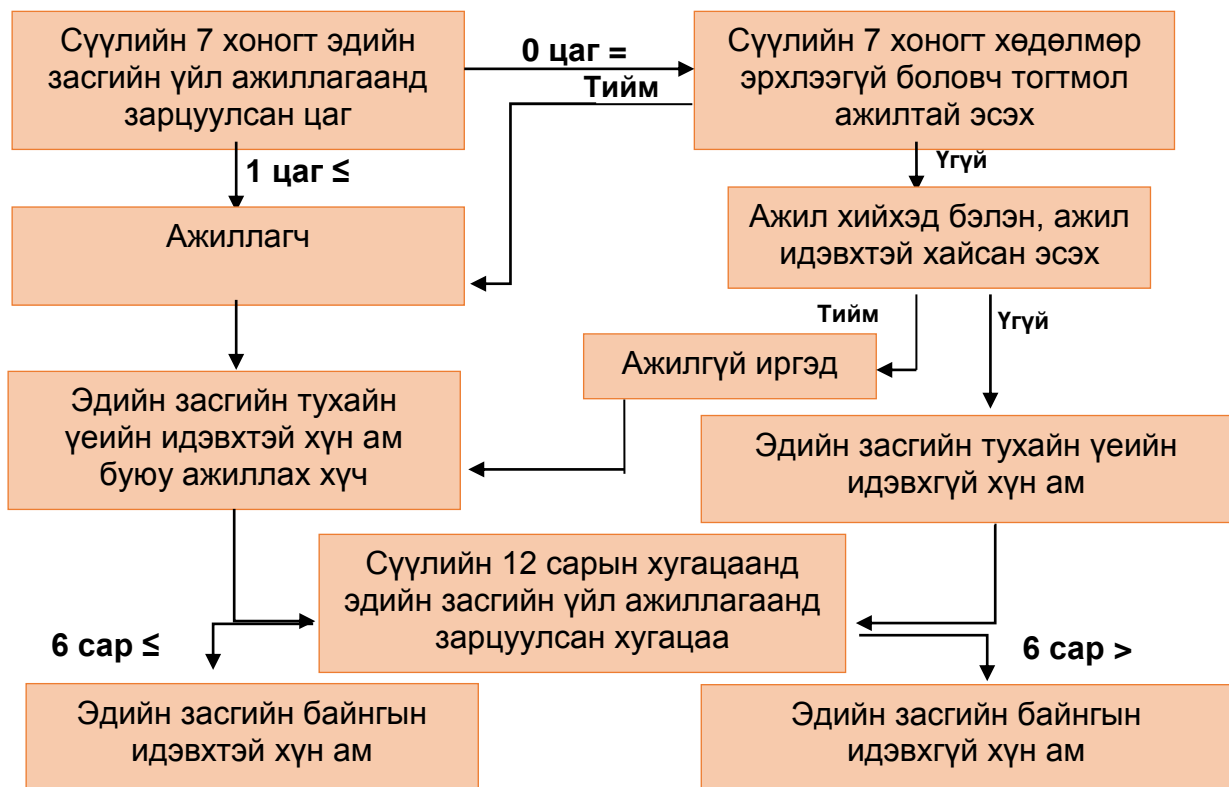 Сүүлийн 7 хоногт эдийн
засгийн үйл ажиллагаанд
зарцуулсан цаг
0 цаг =
Тийм
Сүүлийн 7 хоногт хөдөлмөр
эрхлээгүй боловч тогтмол
ажилтай эсэх
1 цаг ≤
Үгүй
Ажиллагч
Ажил хийхэд бэлэн, ажил
идэвхтэй хайсан эсэх
Тийм
Үгүй
Ажилгүй иргэд
Эдийн засгийн тухайн
үеийн идэвхтэй хүн ам
буюу ажиллах хүч
Эдийн засгийн тухайн үеийн
идэвхгүй хүн ам
Сүүлийн 12 сарын хугацаанд
эдийн засгийн үйл ажиллагаанд
зарцуулсан хугацаа
6 сар ≤
6 сар >
Эдийн засгийн байнгын
идэвхтэй хүн ам
Эдийн засгийн байнгын
идэвхгүй хүн ам